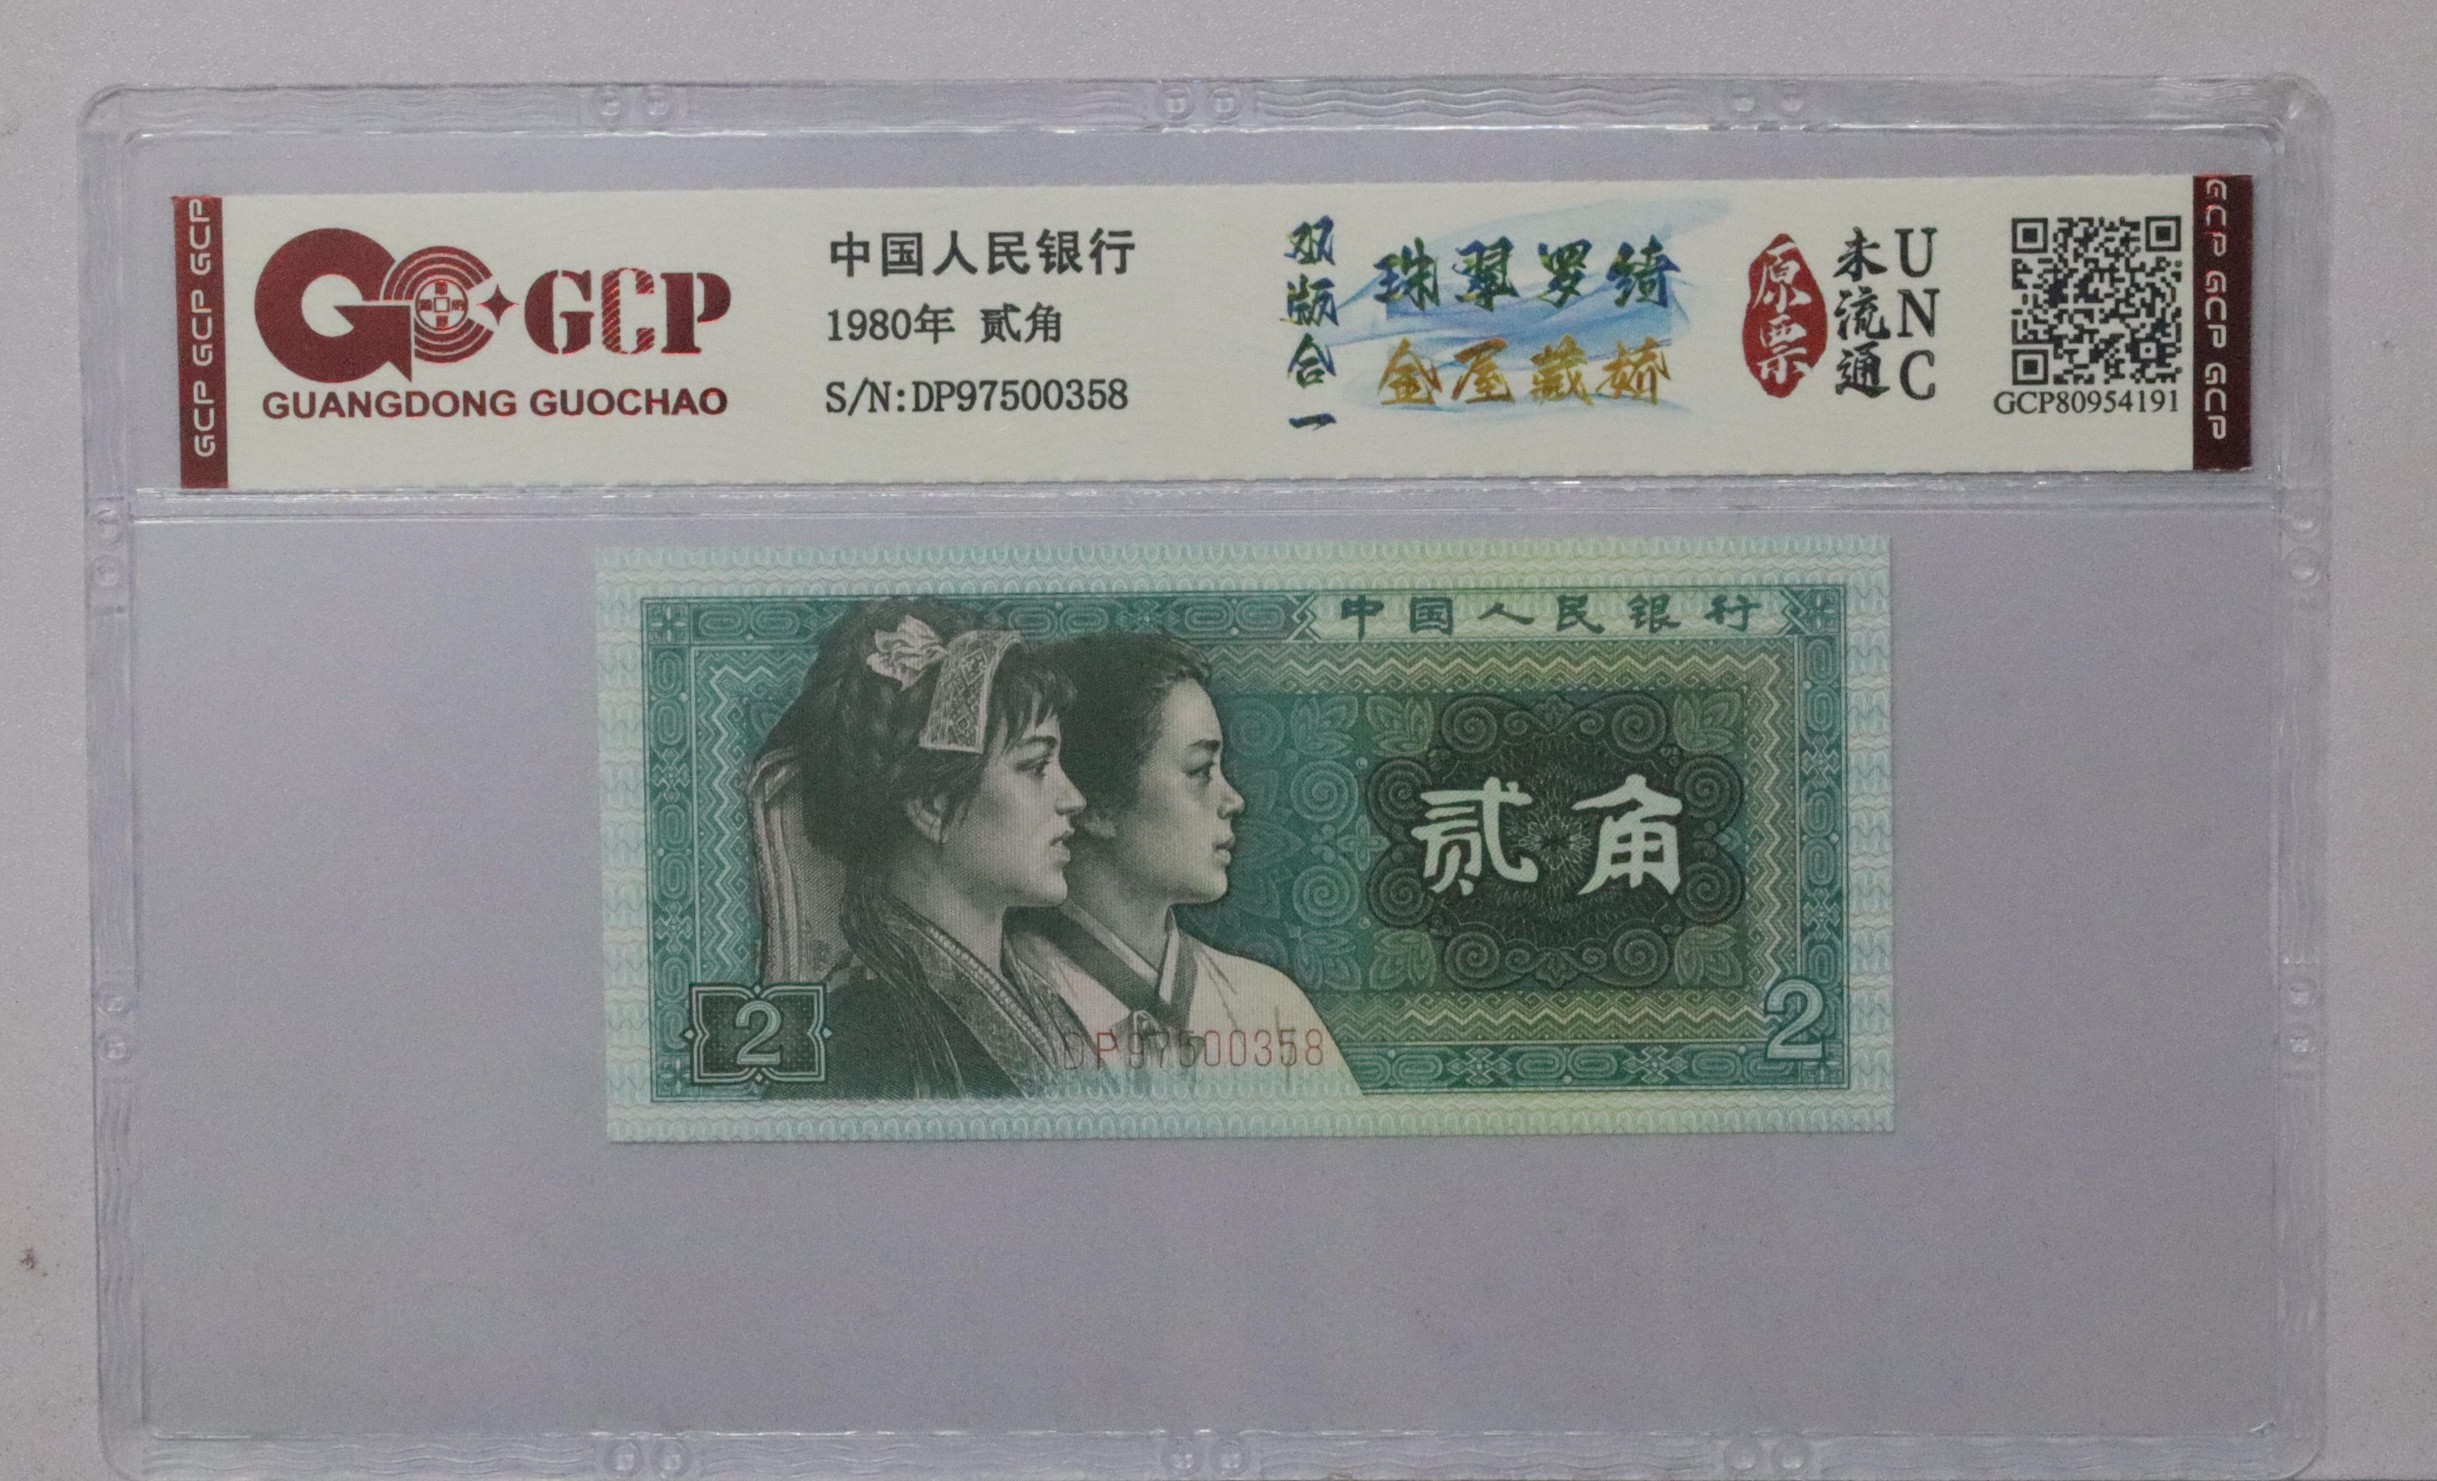 GCP GCP GCP
GCP
GUANGDONG GUOCHAO
中国人民银行
1980年 贰角
S/N:DP97500358
双版合一
珠翠罗绮
金屋藏娇
原票
未流通
UNC
GCP80954191
GCP GCP GCP
中国人民银行
贰角
2
DP97500358
2